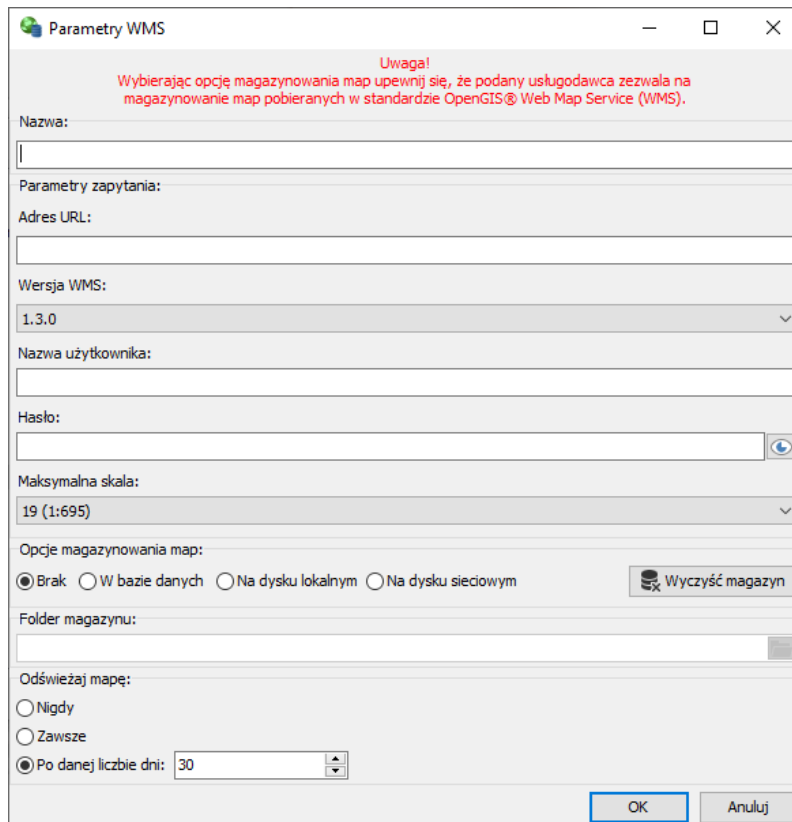 Parametry WMS
Uwaga!
Wybierając opcję magazynowania map upewnij się, że podany usługodawca zezwala na
magazynowanie map pobieranych w standardzie OpenGIS® Web Map Service (WMS).
Nazwa:
Parametry zapytania:
Adres URL:
Wersja WMS:
1.3.0
Nazwa użytkownika:
Hasło:
Maksymalna skala:
19 (1:695)
Opcje magazynowania map:
Brak W bazie danych Na dysku lokalnym Na dysku sieciowym Wyczyść magazyn
Folder magazynu:
Odświeżaj mapę:
Nigdy
Zawsze
Po danej liczbie dni: 30
OK Anuluj